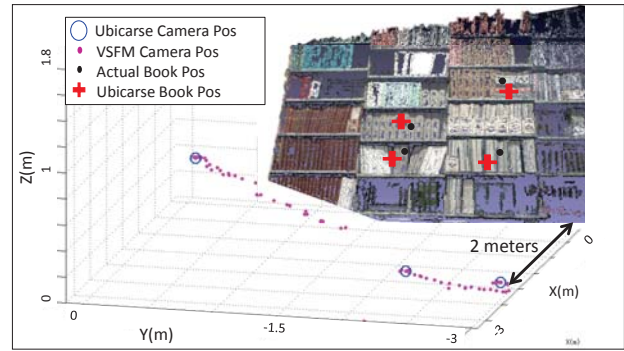 Ubicarse Camera Pos
VSFM Camera Pos
Actual Book Pos
Ubicarse Book Pos
1.8
Z(m)
1
0
0
Y(m)
-1.5
-3
-3
X(m)
0
2 meters
X(m)